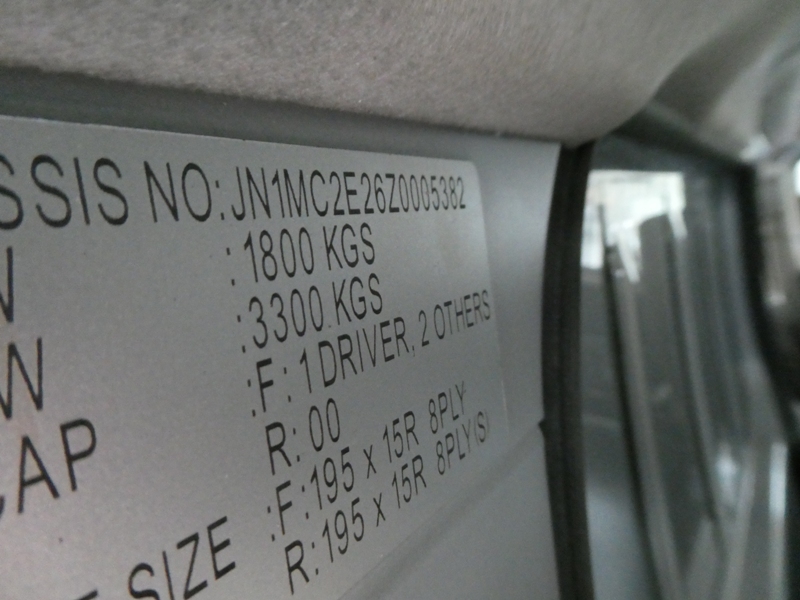 SSIS NO: JN1MC2E26Z0005382
N : 1800 KGS
W : 3300 KGS
CAP : F: 1 DRIVER, 2 OTHERS
R: 00
E SIZE : F: 195 x 15R 8PLY
R: 195 x 15R 8PLY(S)